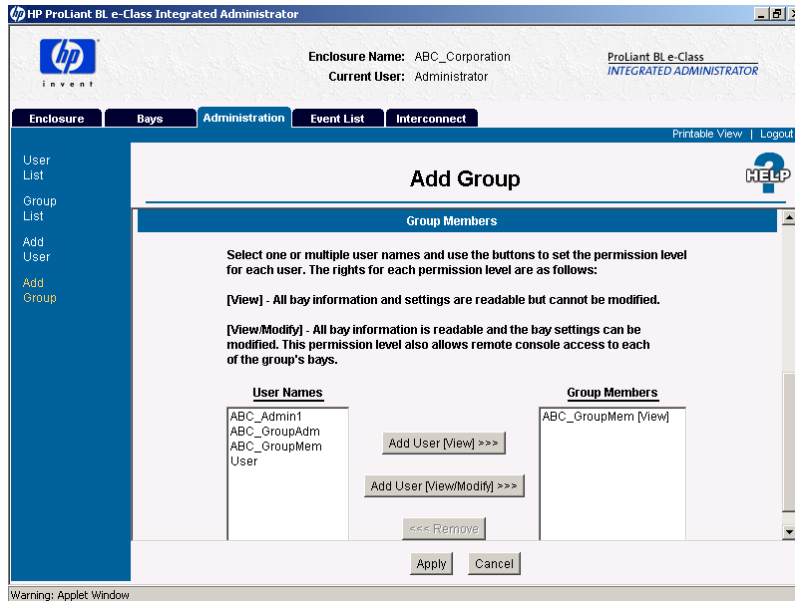 HP ProLiant BL e-Class Integrated Administrator
hp
invent
Enclosure Name: ABC_Corporation
Current User: Administrator
ProLiant BL e-Class
INTEGRATED ADMINISTRATOR
Enclosure Bays Administration Event List Interconnect
Printable View | Logout
User
List
Group
List
Add
User
Add
Group
Add Group
HELP
Group Members
Select one or multiple user names and use the buttons to set the permission level
for each user. The rights for each permission level are as follows:
[View] - All bay information and settings are readable but cannot be modified.
[View/Modify] - All bay information is readable and the bay settings can be
modified. This permission level also allows remote console access to each
of the group's bays.
User Names
ABC_Admin1
ABC_GroupAdm
ABC_GroupMem
User
Add User [View] >>>
Add User [View/Modify] >>>
<<< Remove
Group Members
ABC_GroupMem [View]
Apply Cancel
Warning: Applet Window